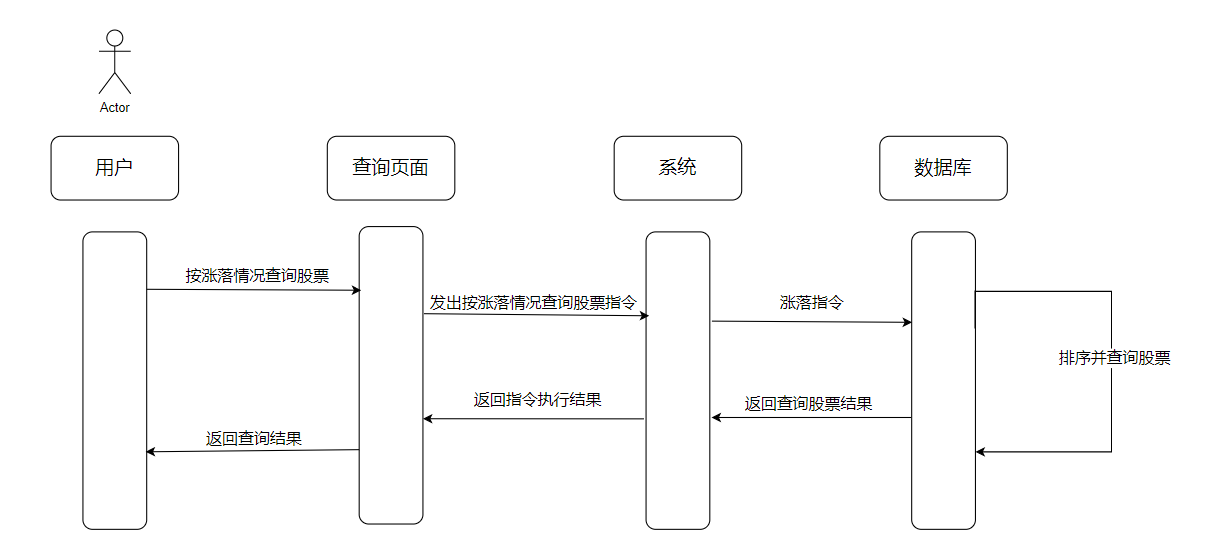 Actor
用户
查询页面
系统
数据库
按涨落情况查询股票
发出按涨落情况查询股票指令
涨落指令
排序并查询股票
返回指令执行结果
返回查询股票结果
返回查询结果